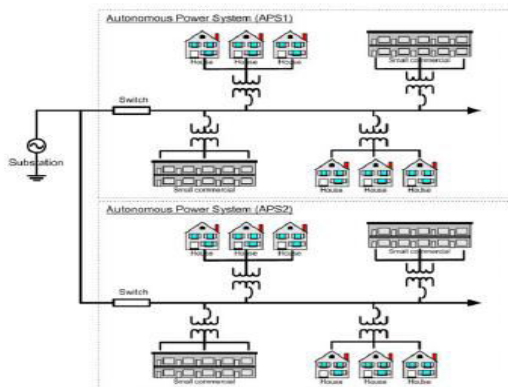 Autonomous Power System (APS1)
House House House
Small commercial
Switch
Substation
Small commercial
House House House
Autonomous Power System (APS2)
House House House
Small commercial
Switch
Small commercial
House House House